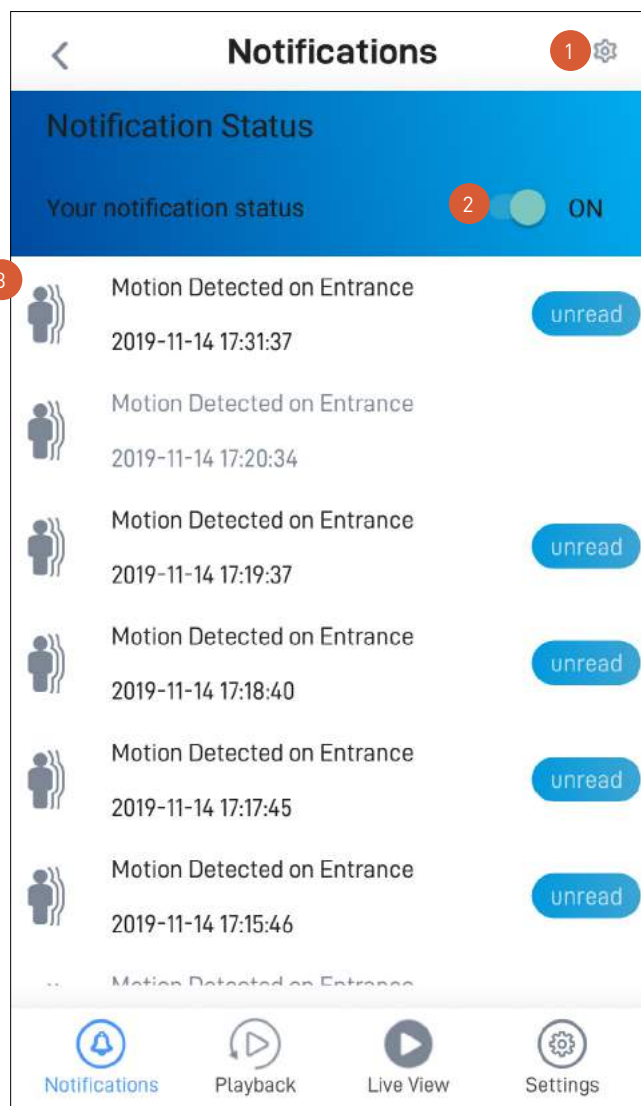 Notifications
1
Notification Status
Your notification status
2
ON
3
Motion Detected on Entrance
unread
2019-11-14 17:31:37
Motion Detected on Entrance
2019-11-14 17:20:34
Motion Detected on Entrance
unread
2019-11-14 17:19:37
Motion Detected on Entrance
unread
2019-11-14 17:18:40
Motion Detected on Entrance
unread
2019-11-14 17:17:45
Motion Detected on Entrance
unread
2019-11-14 17:15:46
Motion Detected on Entrance
Notifications
Playback
Live View
Settings